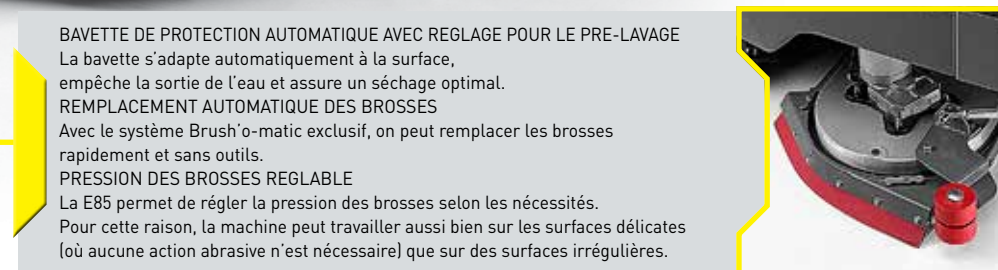 BAVETTE DE PROTECTION AUTOMATIQUE AVEC REGLAGE POUR LE PRE-LAVAGE
La bavette s’adapte automatiquement à la surface,
empêche la sortie de l’eau et assure un séchage optimal.
REMPLACEMENT AUTOMATIQUE DES BROSSES
Avec le système Brush’o-matic exclusif, on peut remplacer les brosses
rapidement et sans outils.
PRESSION DES BROSSES REGLABLE
La E85 permet de régler la pression des brosses selon les nécessités.
Pour cette raison, la machine peut travailler aussi bien sur les surfaces délicates
(où aucune action abrasive n’est nécessaire) que sur des surfaces irrégulières.